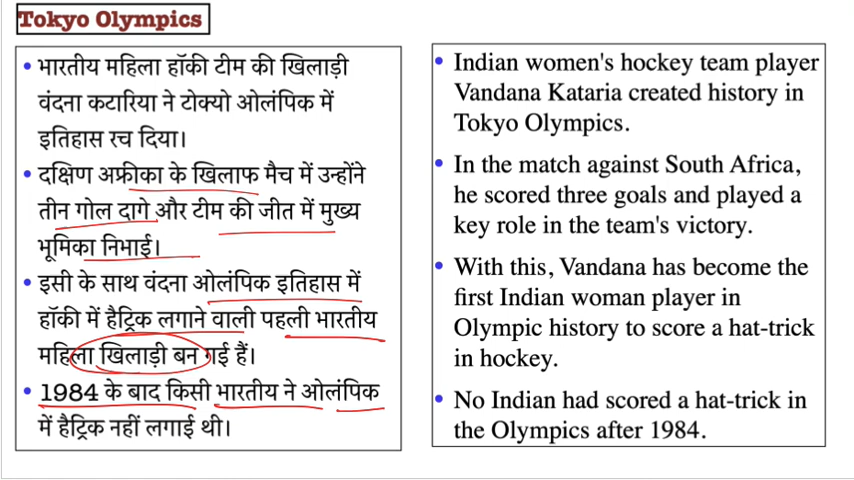 Tokyo Olympics
• भारतीय महिला हॉकी टीम की खिलाड़ी
वंदना कटारिया ने टोक्यो ओलंपिक में
इतिहास रच दिया।
• दक्षिण अफ्रीका के खिलाफ मैच में उन्होंने
तीन गोल दागे और टीम की जीत में मुख्य
भूमिका निभाई।
• इसी के साथ वंदना ओलंपिक इतिहास में
हॉकी में हैट्रिक लगाने वाली पहली भारतीय
महिला खिलाड़ी बन गई हैं।
• 1984 के बाद किसी भारतीय ने ओलंपिक
में हैट्रिक नहीं लगाई थी।
• Indian women's hockey team player
Vandana Kataria created history in
Tokyo Olympics.
• In the match against South Africa,
he scored three goals and played a
key role in the team's victory.
• With this, Vandana has become the
first Indian woman player in
Olympic history to score a hat-trick
in hockey.
• No Indian had scored a hat-trick in
the Olympics after 1984.